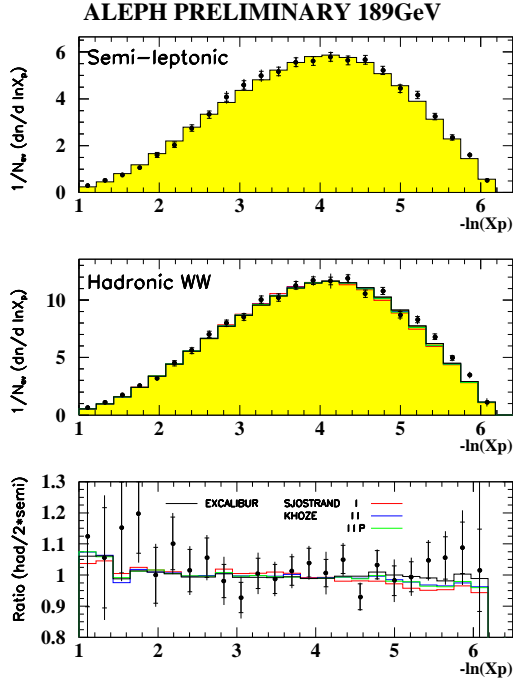 ALEPH PRELIMINARY 189GeV
Semi-leptonic
1/N_ev (dn/d lnX_p)
6
4
2
0
1 2 3 4 5 6
-ln(Xp)
Hadronic WW
1/N_ev (dn/d lnX_p)
10
5
0
1 2 3 4 5 6
-ln(Xp)
Ratio (had/2*semi)
1.3
1.2
1.1
1.0
0.9
0.8
EXCALIBUR SJOSTRAND I
KHOZE II
II P
1 2 3 4 5 6
-ln(Xp)